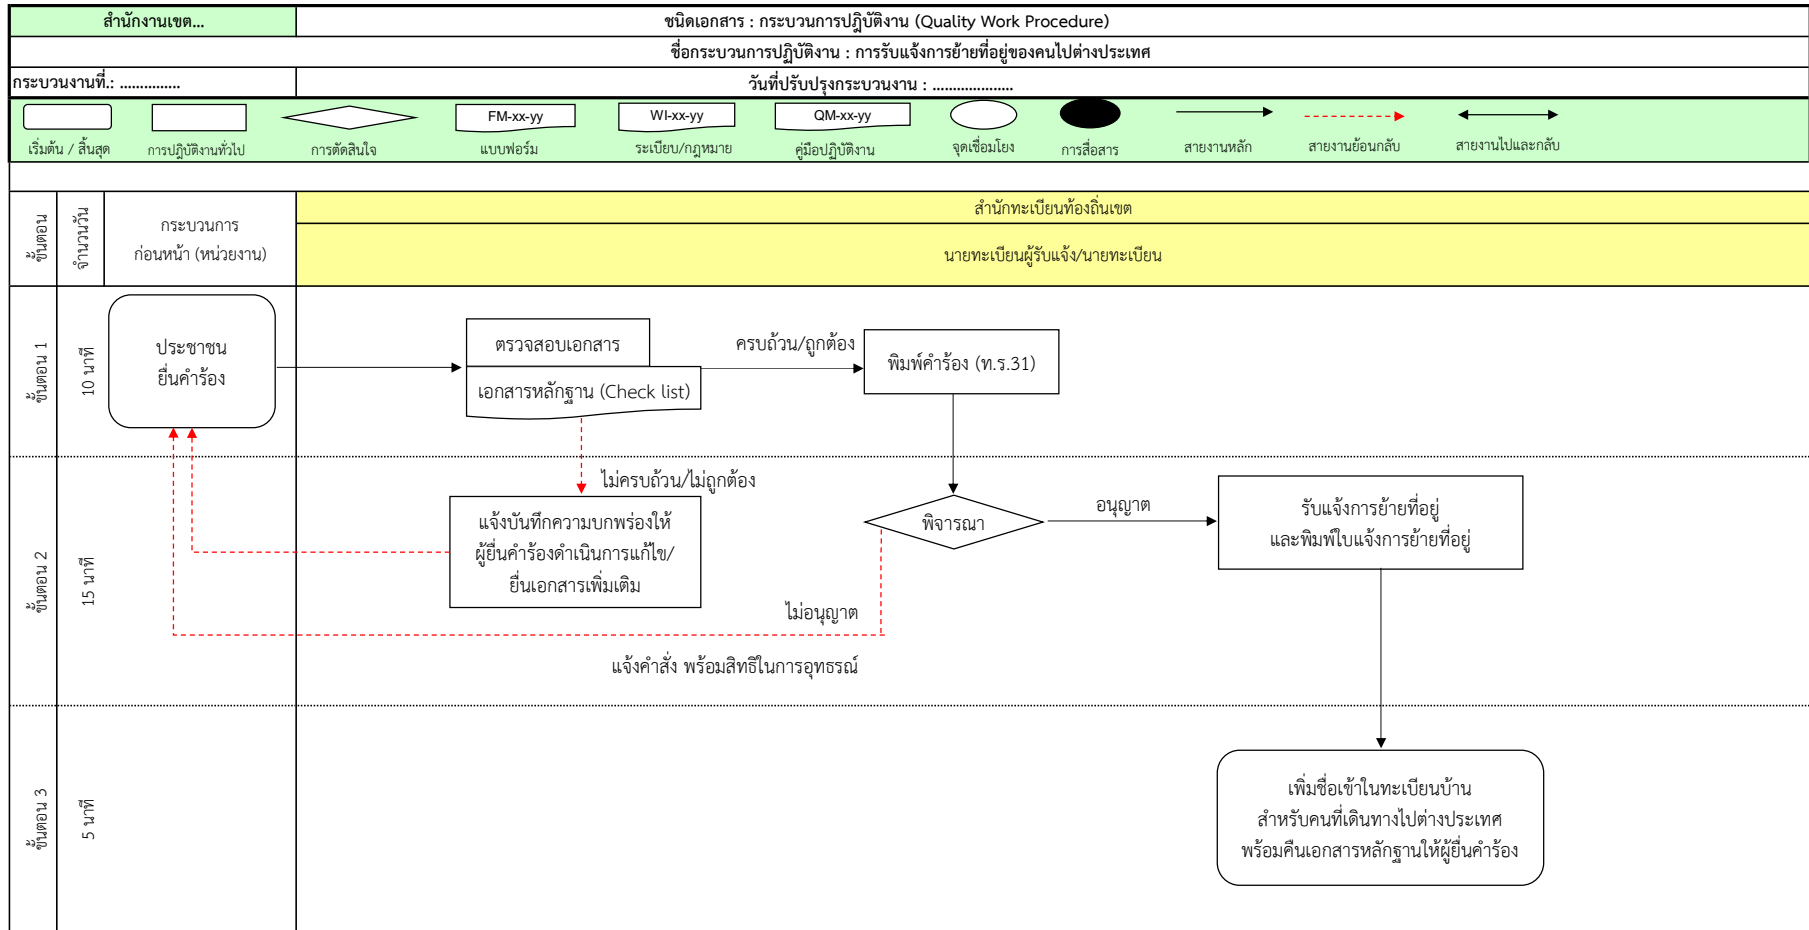 สำนักงานเขต...
ชนิดเอกสาร : กระบวนการปฎิบัติงาน (Quality Work Procedure)
ชื่อกระบวนการปฏิบัติงาน : การรับแจ้งการย้ายที่อยู่ของคนไปต่างประเทศ
กระบวนงานที่.: ...............
วันที่ปรับปรุงกระบวนงาน : ....................
FM-xx-yy
WI-xx-yy
QM-xx-yy
เริ่มต้น / สิ้นสุด
การปฏิบัติงานทั่วไป
การตัดสินใจ
แบบฟอร์ม
ระเบียบ/กฎหมาย
คู่มือปฏิบัติงาน
จุดเชื่อมโยง
การสื่อสาร
สายงานหลัก
สายงานย้อนกลับ
สายงานไปและกลับ
ขั้นตอน
จำนวนวัน
กระบวนการ
ก่อนหน้า (หน่วยงาน)
สำนักทะเบียนท้องถิ่นเขต
นายทะเบียนผู้รับแจ้ง/นายทะเบียน
ขั้นตอน 1
10 นาที
ประชาชน
ยื่นคำร้อง
ตรวจสอบเอกสาร
เอกสารหลักฐาน (Check list)
ครบถ้วน/ถูกต้อง
พิมพ์คำร้อง (ท.ร.31)
ขั้นตอน 2
15 นาที
ไม่ครบถ้วน/ไม่ถูกต้อง
แจ้งบันทึกความบกพร่องให้
ผู้ยื่นคำร้องดำเนินการแก้ไข/
ยื่นเอกสารเพิ่มเติม
พิจารณา
อนุญาต
รับแจ้งการย้ายที่อยู่
และพิมพ์ใบแจ้งการย้ายที่อยู่
ไม่อนุญาต
แจ้งคำสั่ง พร้อมสิทธิในการอุทธรณ์
ขั้นตอน 3
5 นาที
เพิ่มชื่อเข้าในทะเบียนบ้าน
สำหรับคนที่เดินทางไปต่างประเทศ
พร้อมคืนเอกสารหลักฐานให้ผู้ยื่นคำร้อง